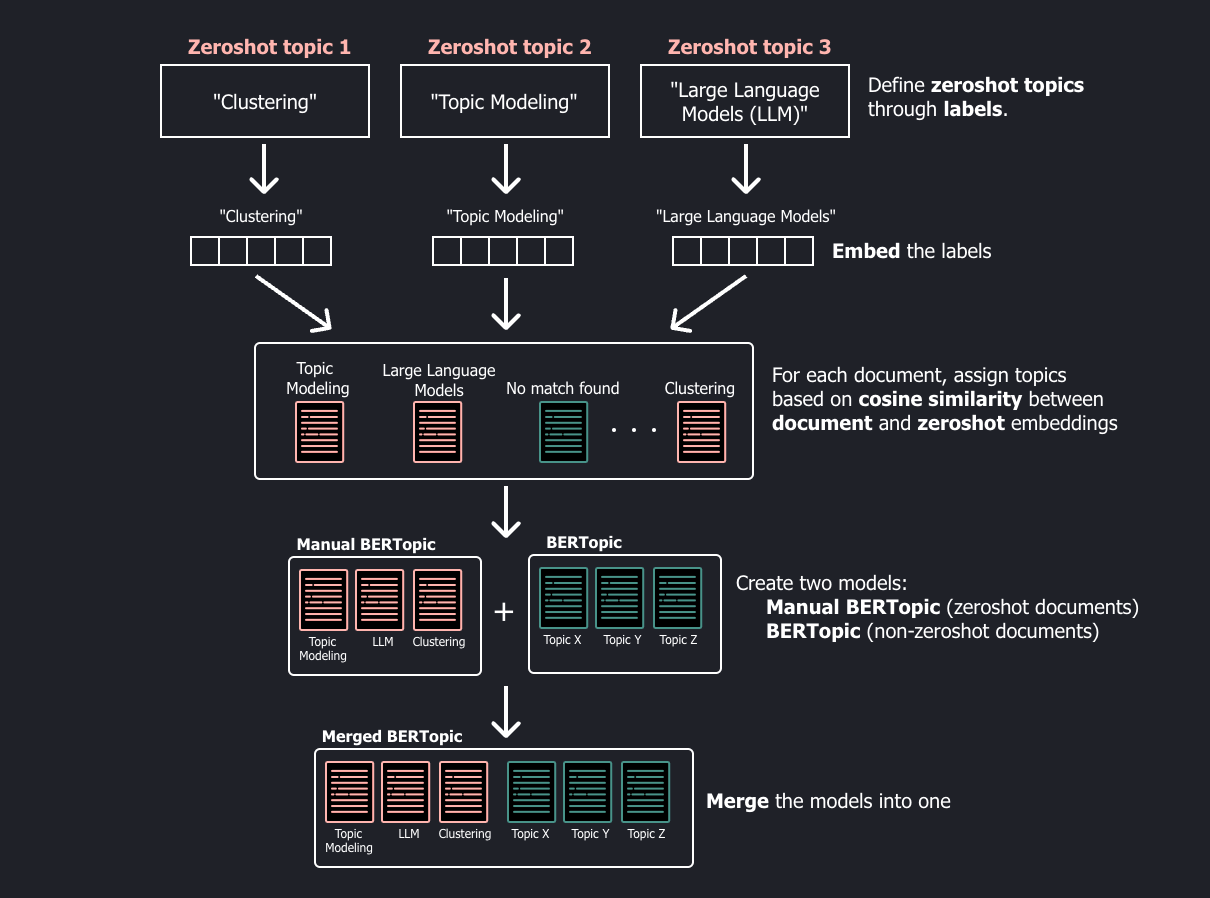 Zeroshot topic 1
Zeroshot topic 2
Zeroshot topic 3
"Clustering"
"Topic Modeling"
"Large Language
Models (LLM)"
Define zeroshot topics
through labels.
"Clustering"
"Topic Modeling"
"Large Language Models"
Embed the labels
Topic
Modeling
Large Language
Models
No match found
. . .
Clustering
For each document, assign topics
based on cosine similarity between
document and zeroshot embeddings
Manual BERTopic
Topic
Modeling
LLM
Clustering
+
BERTopic
Topic X
Topic Y
Topic Z
Create two models:
Manual BERTopic (zeroshot documents)
BERTopic (non-zeroshot documents)
Merged BERTopic
Topic
Modeling
LLM
Clustering
Topic X
Topic Y
Topic Z
Merge the models into one